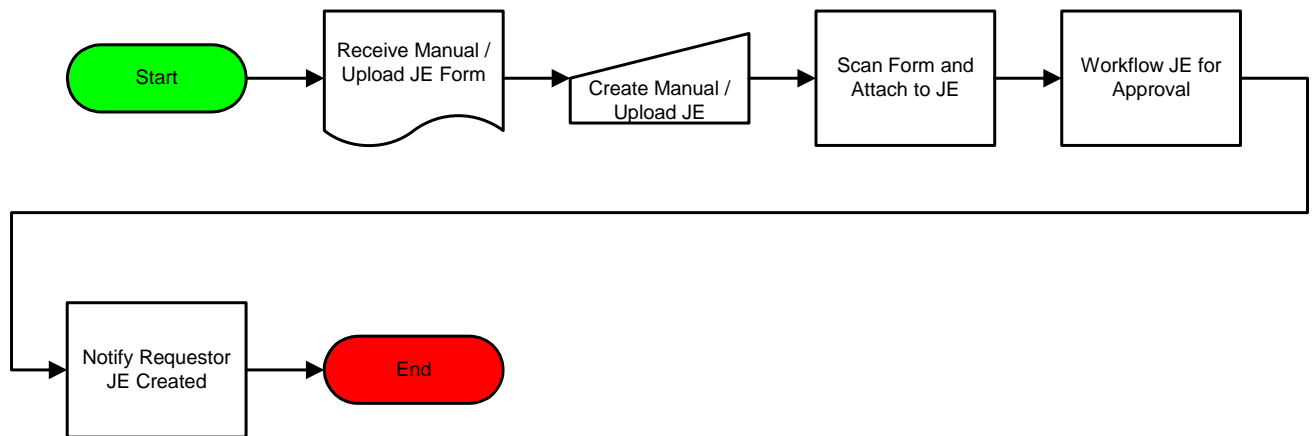 Start
Receive Manual /
Upload JE Form
Create Manual /
Upload JE
Scan Form and
Attach to JE
Workflow JE for
Approval
Notify Requestor
JE Created
End